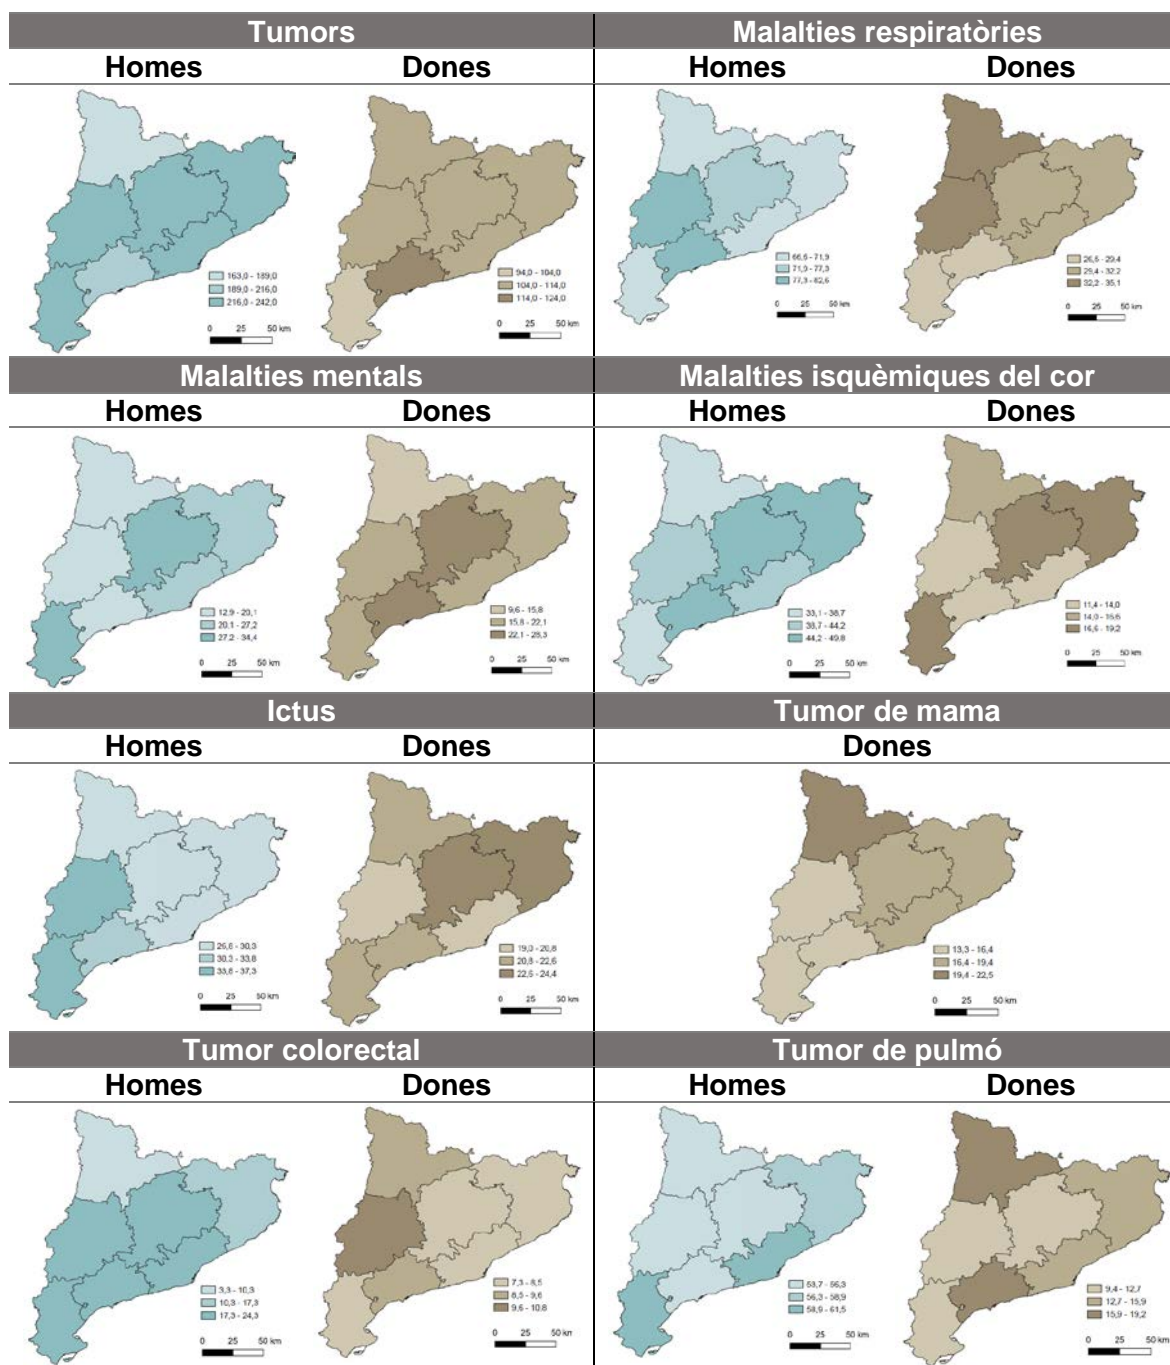 Tumors
Malalties respiratòries
Homes
Dones
Homes
Dones
163,0 - 189,0
189,0 - 216,0
216,0 - 242,0
0 25 50 km
94,0 - 104,0
104,0 - 114,0
114,0 - 124,0
0 25 50 km
66,6 - 71,9
71,9 - 77,3
77,3 - 82,6
0 25 50 km
26,5 - 29,4
29,4 - 32,2
32,2 - 35,1
0 25 50 km
Malalties mentals
Malalties isquèmiques del cor
Homes
Dones
Homes
Dones
12,9 - 20,1
20,1 - 27,2
27,2 - 34,4
0 25 50 km
9,6 - 15,8
15,8 - 22,1
22,1 - 28,3
0 25 50 km
33,1 - 38,7
38,7 - 44,2
44,2 - 49,8
0 25 50 km
11,4 - 14,0
14,0 - 16,6
16,6 - 19,2
0 25 50 km
Ictus
Tumor de mama
Homes
Dones
Dones
26,8 - 30,3
30,3 - 33,8
33,8 - 37,3
0 25 50 km
19,0 - 20,8
20,8 - 22,6
22,6 - 24,4
0 25 50 km
13,3 - 16,4
16,4 - 19,4
19,4 - 22,5
0 25 50 km
Tumor colorectal
Tumor de pulmó
Homes
Dones
Homes
Dones
3,3 - 10,3
10,3 - 17,3
17,3 - 24,3
0 25 50 km
7,3 - 8,5
8,5 - 9,6
9,6 - 10,8
0 25 50 km
53,7 - 56,3
56,3 - 58,9
58,9 - 61,5
0 25 50 km
9,4 - 12,7
12,7 - 15,9
15,9 - 19,2
0 25 50 km